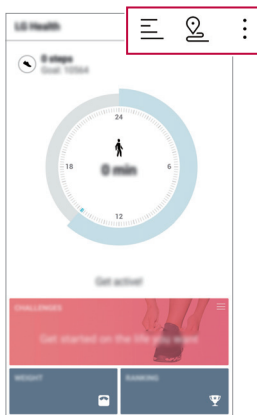 LG Health
0 steps
Goal: 10564
24
18
0 min
6
12
Get active!
CHALLENGES
Get started on the life you want
WEIGHT
RANKING